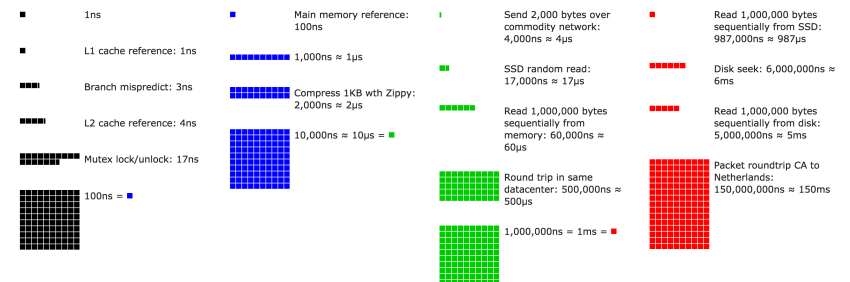 1ns
L1 cache reference: 1ns
Branch mispredict: 3ns
L2 cache reference: 4ns
Mutex lock/unlock: 17ns
100ns =
Main memory reference:
100ns
1,000ns ≈ 1µs
Compress 1KB wth Zippy:
2,000ns ≈ 2µs
10,000ns ≈ 10µs =
Send 2,000 bytes over
commodity network:
4,000ns ≈ 4µs
SSD random read:
17,000ns ≈ 17µs
Read 1,000,000 bytes
sequentially from
memory: 60,000ns ≈
60µs
Round trip in same
datacenter: 500,000ns ≈
500µs
1,000,000ns = 1ms =
Read 1,000,000 bytes
sequentially from SSD:
987,000ns ≈ 987µs
Disk seek: 6,000,000ns ≈
6ms
Read 1,000,000 bytes
sequentially from disk:
5,000,000ns ≈ 5ms
Packet roundtrip CA to
Netherlands:
150,000,000ns ≈ 150ms